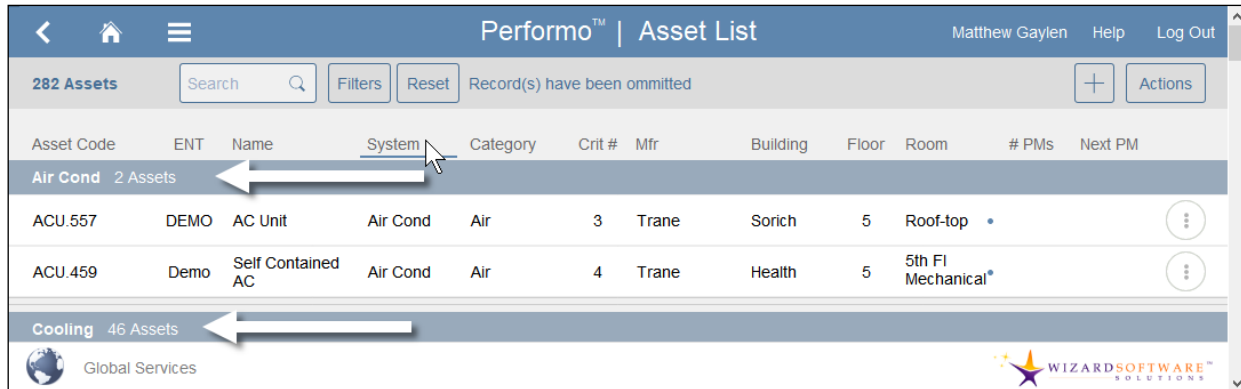 Performo™ | Asset List Matthew Gaylen Help Log Out
282 Assets Search Filters Reset Record(s) have been ommitted + Actions
Asset Code ENT Name System Category Crit # Mfr Building Floor Room # PMs Next PM
Air Cond 2 Assets
ACU.557 DEMO AC Unit Air Cond Air 3 Trane Sorich 5 Roof-top
ACU.459 Demo Self Contained AC Air Cond Air 4 Trane Health 5 5th Fl Mechanical
Cooling 46 Assets
Global Services WIZARDSOFTWARE™
SOLUTIONS